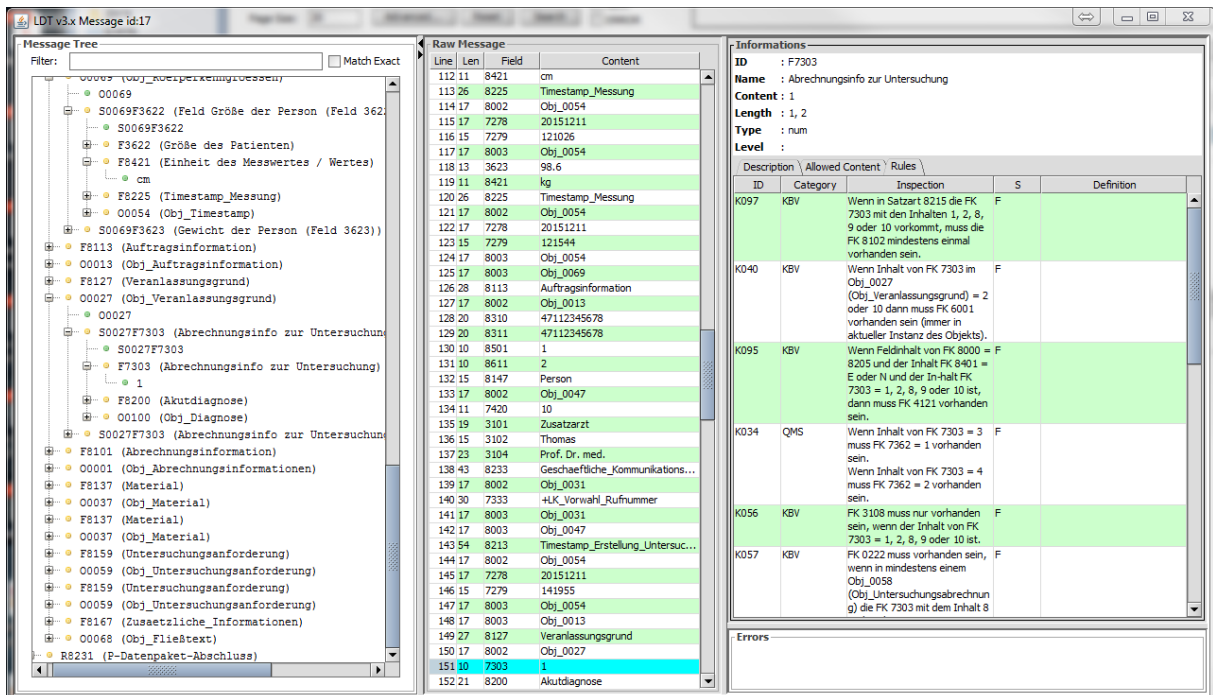 LDT v3.x Message id:17
Message Tree
Filter:
Match Exact
O0069 (Obj_Koerperkenngroessen)
O0069
S0069F3622 (Feld Größe der Person (Feld 362
S0069F3622
F3622 (Größe des Patienten)
F8421 (Einheit des Messwertes / Wertes)
cm
F8225 (Timestamp_Messung)
O0054 (Obj_Timestamp)
S0069F3623 (Gewicht der Person (Feld 3623))
F8113 (Auftragsinformation)
O0013 (Obj_Auftragsinformation)
F8127 (Veranlassungsgrund)
O0027 (Obj_Veranlassungsgrund)
O0027
S0027F7303 (Abrechnungsinfo zur Untersuchun
S0027F7303
F7303 (Abrechnungsinfo zur Untersuchung)
1
F8200 (Akutdiagnose)
O0100 (Obj_Diagnose)
S0027F7303 (Abrechnungsinfo zur Untersuchun
F8101 (Abrechnungsinformation)
O0001 (Obj_Abrechnungsinformationen)
F8137 (Material)
O0037 (Obj_Material)
F8137 (Material)
O0037 (Obj_Material)
F8159 (Untersuchungsanforderung)
O0059 (Obj_Untersuchungsanforderung)
F8159 (Untersuchungsanforderung)
O0059 (Obj_Untersuchungsanforderung)
F8167 (Zusaetzliche_Informationen)
O0068 (Obj_Fließtext)
R8231 (P-Datenpaket-Abschluss)
Raw Message
Line Len Field Content
112 11 8421 cm
113 26 8225 Timestamp_Messung
114 17 8002 Obj_0054
115 17 7278 20151211
116 15 7279 121026
117 17 8003 Obj_0054
118 13 3623 98.6
119 11 8421 kg
120 26 8225 Timestamp_Messung
121 17 8002 Obj_0054
122 17 7278 20151211
123 15 7279 121544
124 17 8003 Obj_0054
125 17 8003 Obj_0069
126 28 8113 Auftragsinformation
127 17 8002 Obj_0013
128 20 8310 47112345678
129 20 8311 47112345678
130 10 8501 1
131 10 8611 2
132 15 8147 Person
133 17 8002 Obj_0047
134 11 7420 10
135 19 3101 Zusatzarzt
136 15 3102 Thomas
137 23 3104 Prof. Dr. med.
138 43 8233 Geschaeftliche_Kommunikations...
139 17 8002 Obj_0031
140 30 7333 +LK_Vorwahl_Rufnummer
141 17 8003 Obj_0031
142 17 8003 Obj_0047
143 54 8213 Timestamp_Erstellung_Untersuc...
144 17 8002 Obj_0054
145 17 7278 20151211
146 15 7279 141955
147 17 8003 Obj_0054
148 17 8003 Obj_0013
149 27 8127 Veranlassungsgrund
150 17 8002 Obj_0027
151 10 7303 1
152 21 8200 Akutdiagnose
Informations
ID : F7303
Name : Abrechnungsinfo zur Untersuchung
Content : 1
Length : 1, 2
Type : num
Level :
Description Allowed Content Rules
ID Category Inspection S Definition
K097 KBV Wenn in Satzart 8215 die FK F
7303 mit den Inhalten 1, 2, 8,
9 oder 10 vorkommt, muss die
FK 8102 mindestens einmal
vorhanden sein.
K040 KBV Wenn Inhalt von FK 7303 im F
Obj_0027
(Obj_Veranlassungsgrund) = 2
oder 10 dann muss FK 6001
vorhanden sein (immer in
aktueller Instanz des Objekts).
K095 KBV Wenn Feldinhalt von FK 8000 = F
8205 und der Inhalt FK 8401 =
E oder N und der In-halt FK
7303 = 1, 2, 8, 9 oder 10 ist,
dann muss FK 4121 vorhanden
sein.
K034 QMS Wenn Inhalt von FK 7303 = 3 F
muss FK 7362 = 1 vorhanden
sein.
Wenn Inhalt von FK 7303 = 4
muss FK 7362 = 2 vorhanden
sein.
K056 KBV FK 3108 muss nur vorhanden F
sein, wenn der Inhalt von FK
7303 = 1, 2, 8, 9 oder 10 ist.
K057 KBV FK 0222 muss vorhanden sein, F
wenn in mindestens einem
Obj_0058
(Obj_Untersuchungsabrechnun
g) die FK 7303 mit dem Inhalt 8
Errors